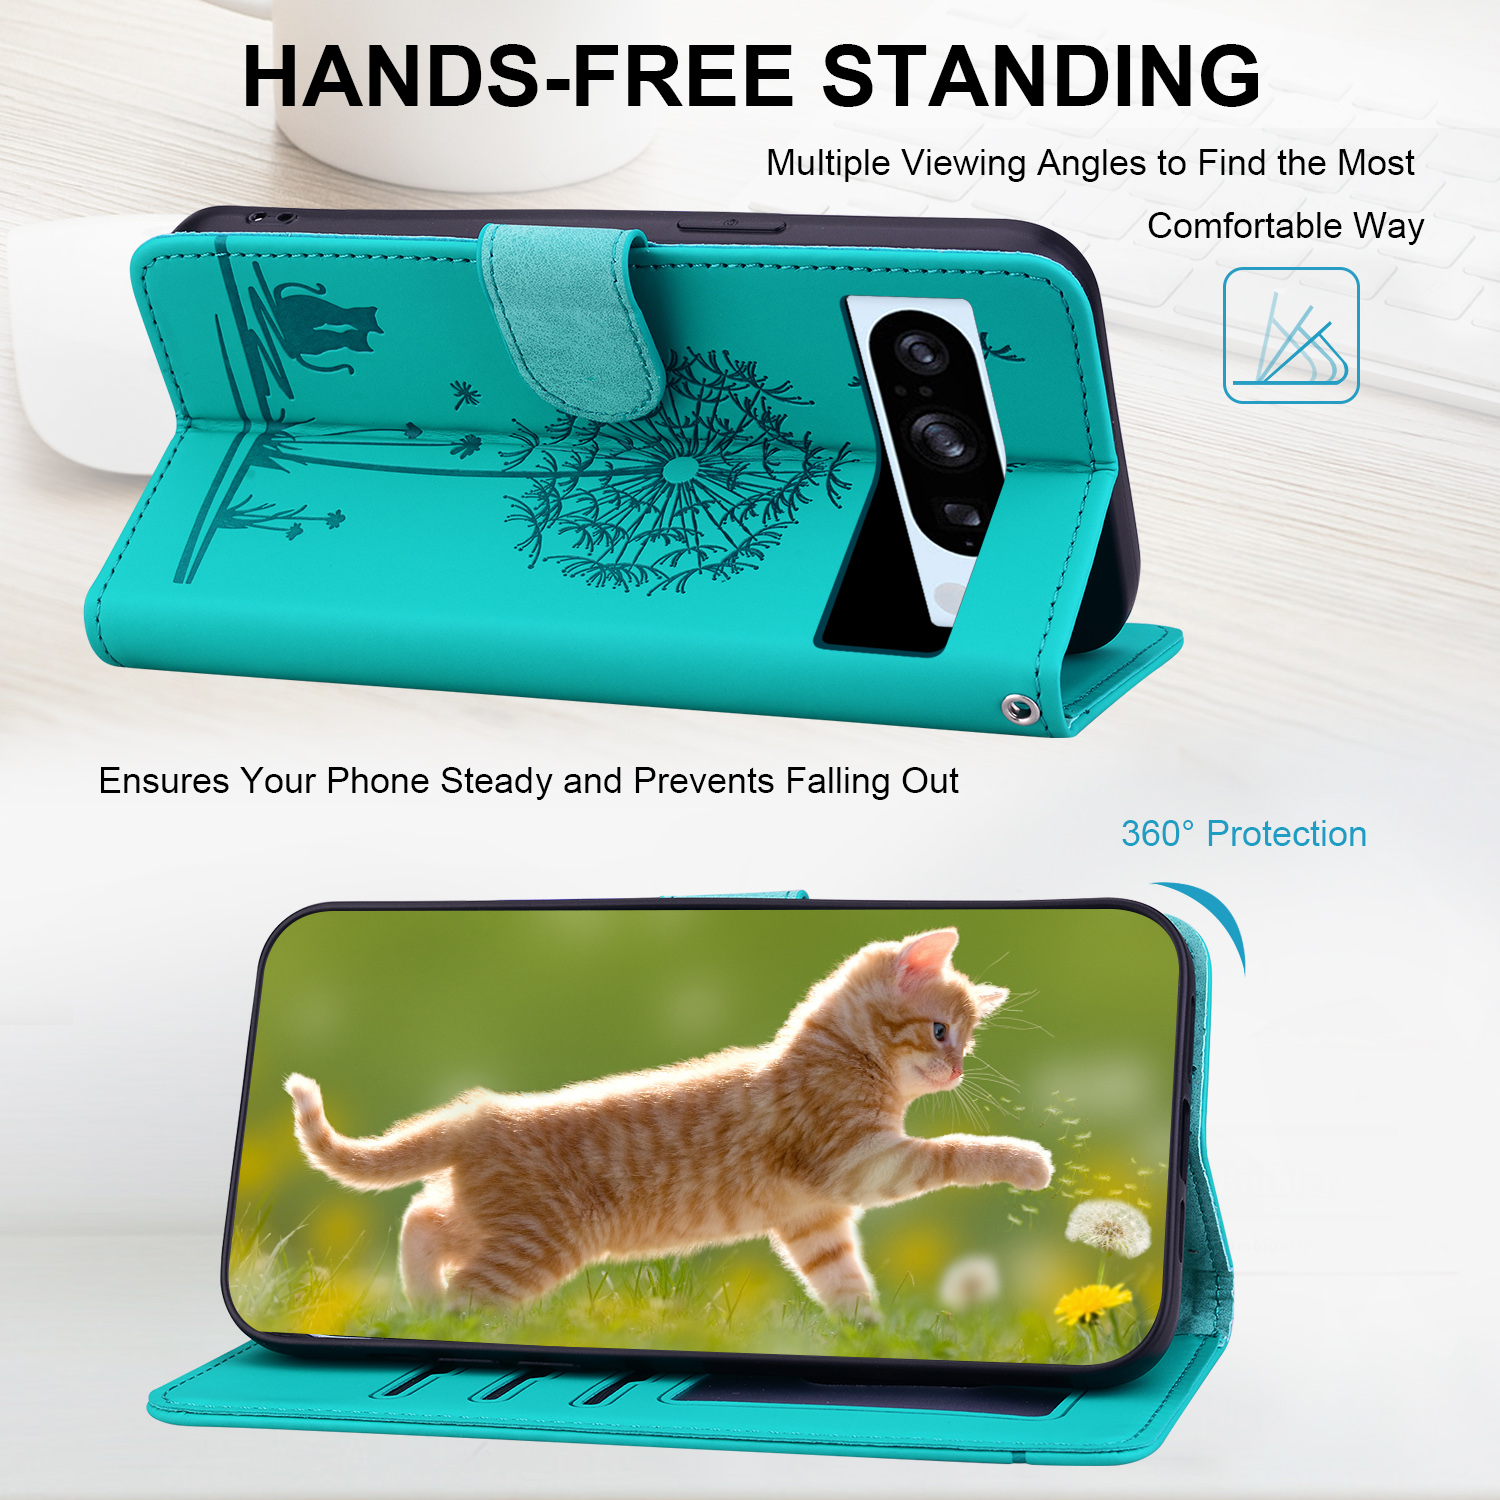 HANDS-FREE STANDING
Multiple Viewing Angles to Find the Most
Comfortable Way
Ensures Your Phone Steady and Prevents Falling Out
360° Protection